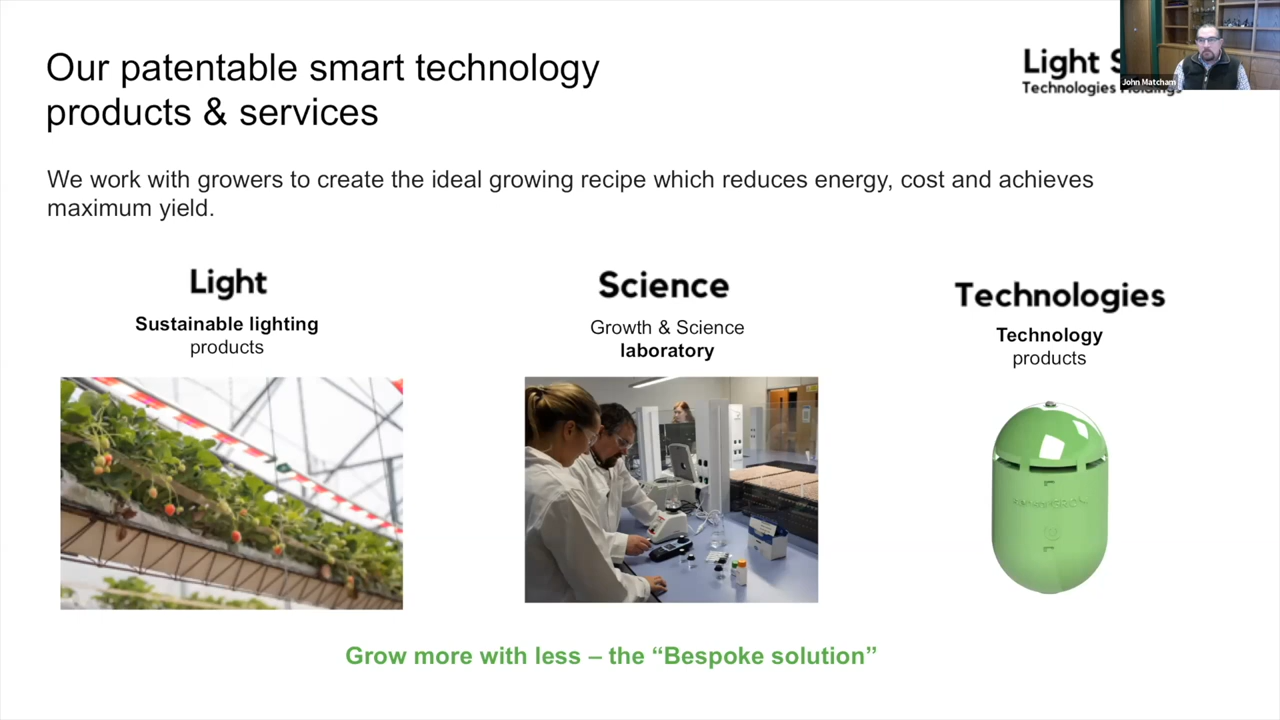 Our patentable smart technology
products & services
Light S
Technologies Holdings
John Matcham
We work with growers to create the ideal growing recipe which reduces energy, cost and achieves
maximum yield.
Light
Sustainable lighting
products
Science
Growth & Science
laboratory
Technologies
Technology
products
Grow more with less – the “Bespoke solution”